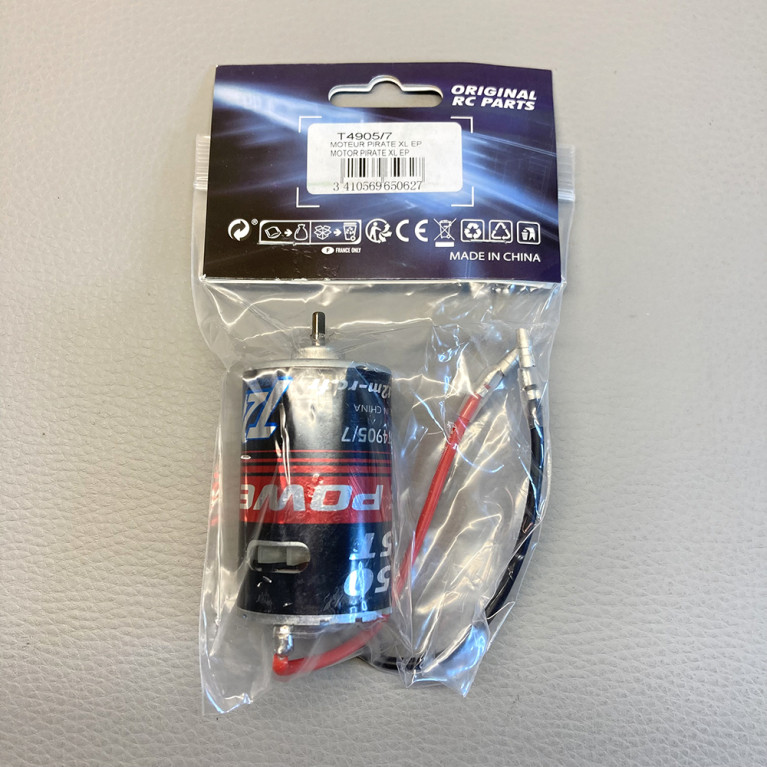 ORIGINAL
RC PARTS
T4905/7
MOTEUR PIRATE XL EP
MOTOR PIRATE XL EP
3 410569 650627
FRANCE ONLY
MADE IN CHINA
CHINA
T4905/7
POWE